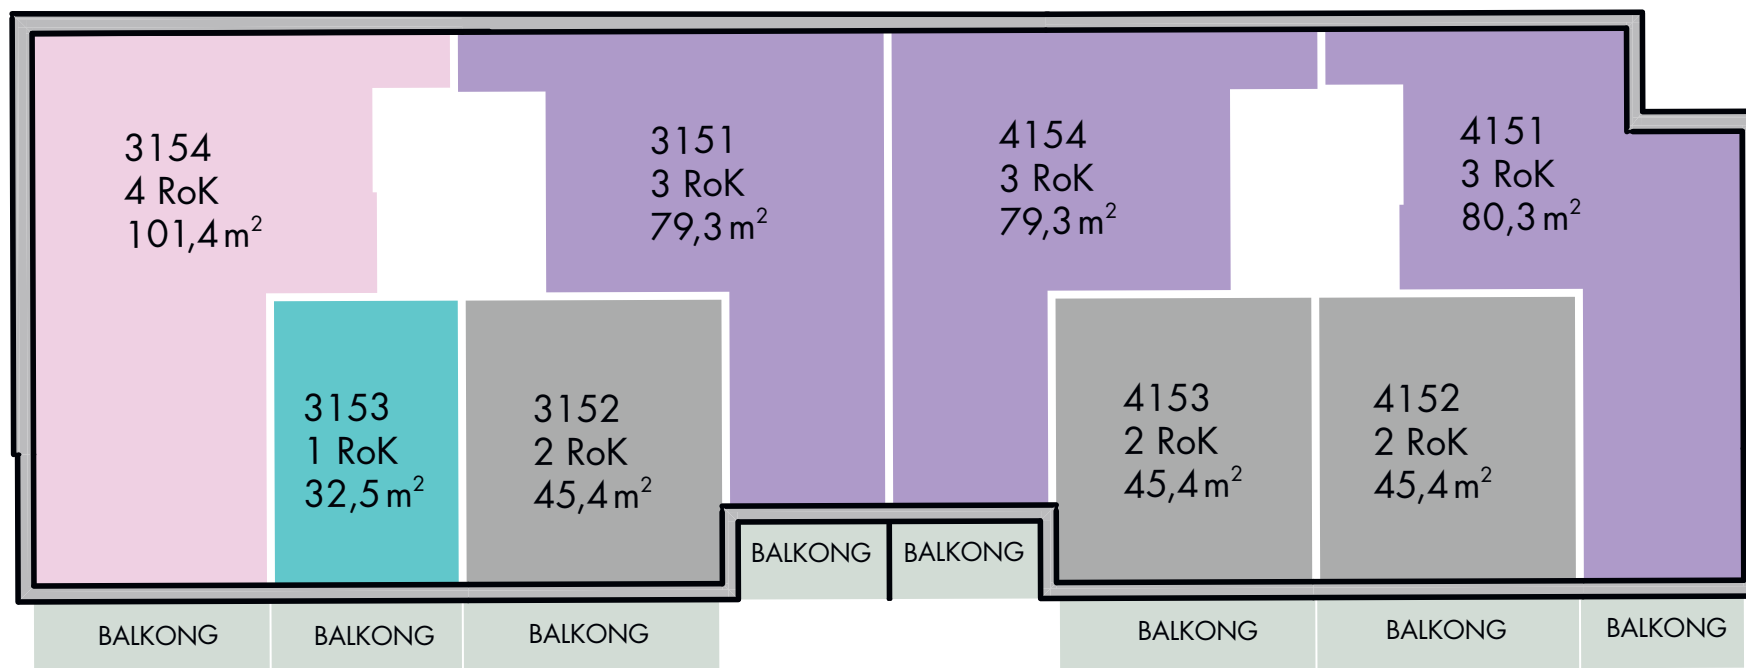 3154
4 RoK
101,4 m²
3151
3 RoK
79,3 m²
4154
3 RoK
79,3 m²
4151
3 RoK
80,3 m²
3153
1 RoK
32,5 m²
3152
2 RoK
45,4 m²
4153
2 RoK
45,4 m²
4152
2 RoK
45,4 m²
BALKONG
BALKONG
BALKONG
BALKONG
BALKONG
BALKONG
BALKONG
BALKONG